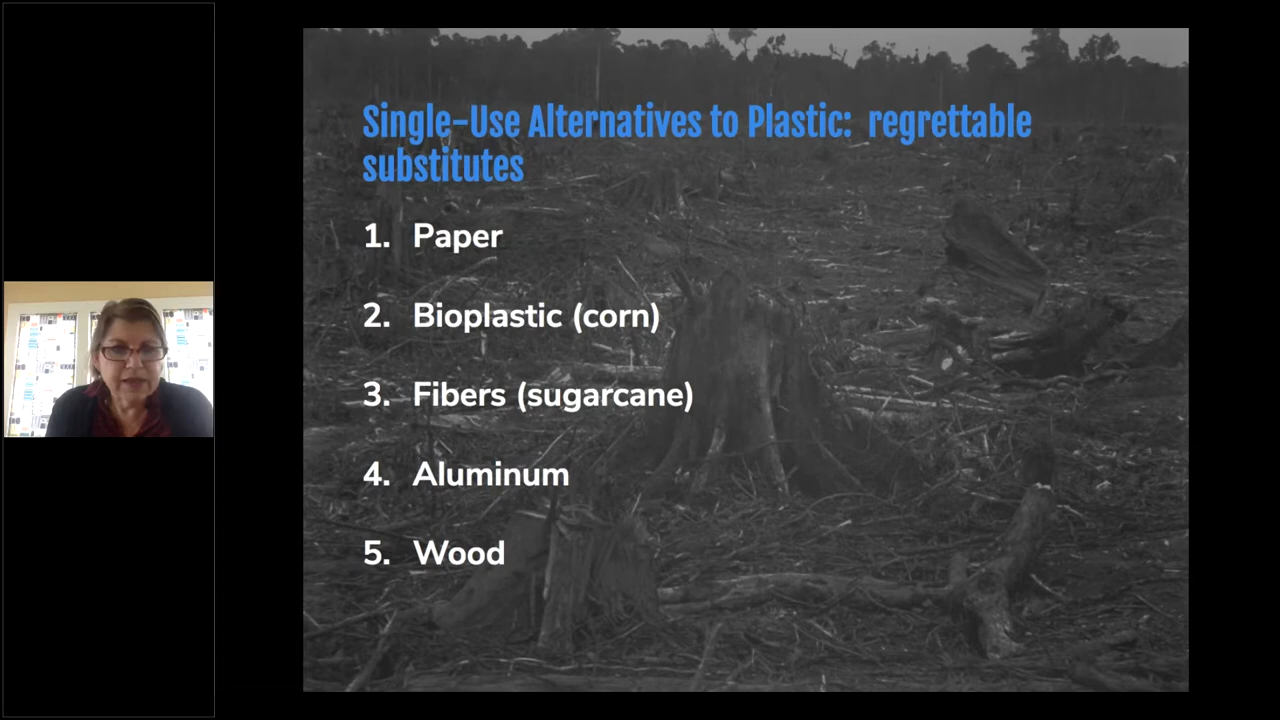 Single-Use Alternatives to Plastic: regrettable
substitutes
1. Paper
2. Bioplastic (corn)
3. Fibers (sugarcane)
4. Aluminum
5. Wood